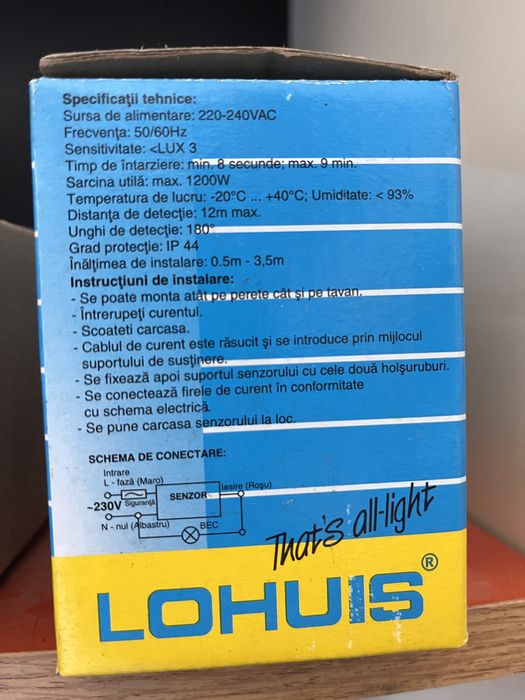 Specificaţii tehnice:
Sursa de alimentare: 220-240VAC
Frecvenţa: 50/60Hz
Sensitivitate: <LUX 3
Timp de întarziere: min. 8 secunde; max. 9 min.
Sarcina utilă: max. 1200W
Temperatura de lucru: -20°C ... +40°C; Umiditate: < 93%
Distanţa de detecţie: 12m max.
Unghi de detecţie: 180°
Grad protecţie: IP 44
Înălţimea de instalare: 0.5m - 3,5m
Instrucţiuni de instalare:
- Se poate monta atât pe perete cât şi pe tavan.
- Întrerupeţi curentul.
- Scoateti carcasa.
- Cablul de curent este răsucit şi se introduce prin mijlocul
suportului de susţinere.
- Se fixează apoi suportul senzorului cu cele două holşuruburi.
- Se conectează firele de curent în conformitate
cu schema electrică
- Se pune carcasa senzorului la loc.
SCHEMA DE CONECTARE:
Intrare
L - fază (Maro)
Iesire (Roşu)
~230V
Siguranţă
SENZOR
N - nul (Albastru)
BEC
That's all-light
LOHUIS®